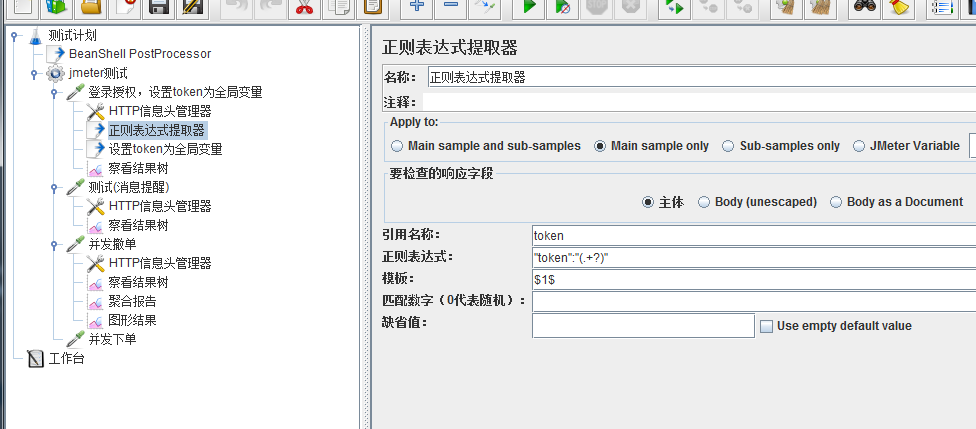 测试计划
BeanShell PostProcessor
jmeter测试
登录授权，设置token为全局变量
HTTP信息头管理器
正则表达式提取器
设置token为全局变量
察看结果树
测试(消息提醒)
HTTP信息头管理器
察看结果树
并发撤单
HTTP信息头管理器
察看结果树
聚合报告
图形结果
并发下单
工作台
正则表达式提取器
名称： 正则表达式提取器
注释：
Apply to:
Main sample and sub-samples Main sample only Sub-samples only JMeter Variable
要检查的响应字段
主体 Body (unescaped) Body as a Document
引用名称： token
正则表达式： "token":"(.+?)"
模板： $1$
匹配数字（0代表随机）：
缺省值： Use empty default value